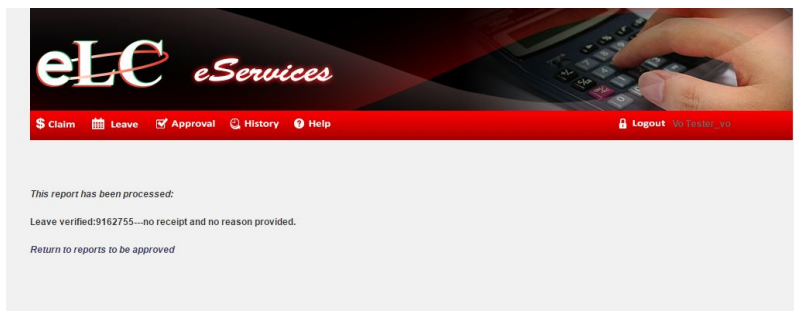 eLC eServices
$ Claim Leave Approval History ? Help Logout Vo Tester_vo
This report has been processed:
Leave verified:9162755---no receipt and no reason provided.
Return to reports to be approved